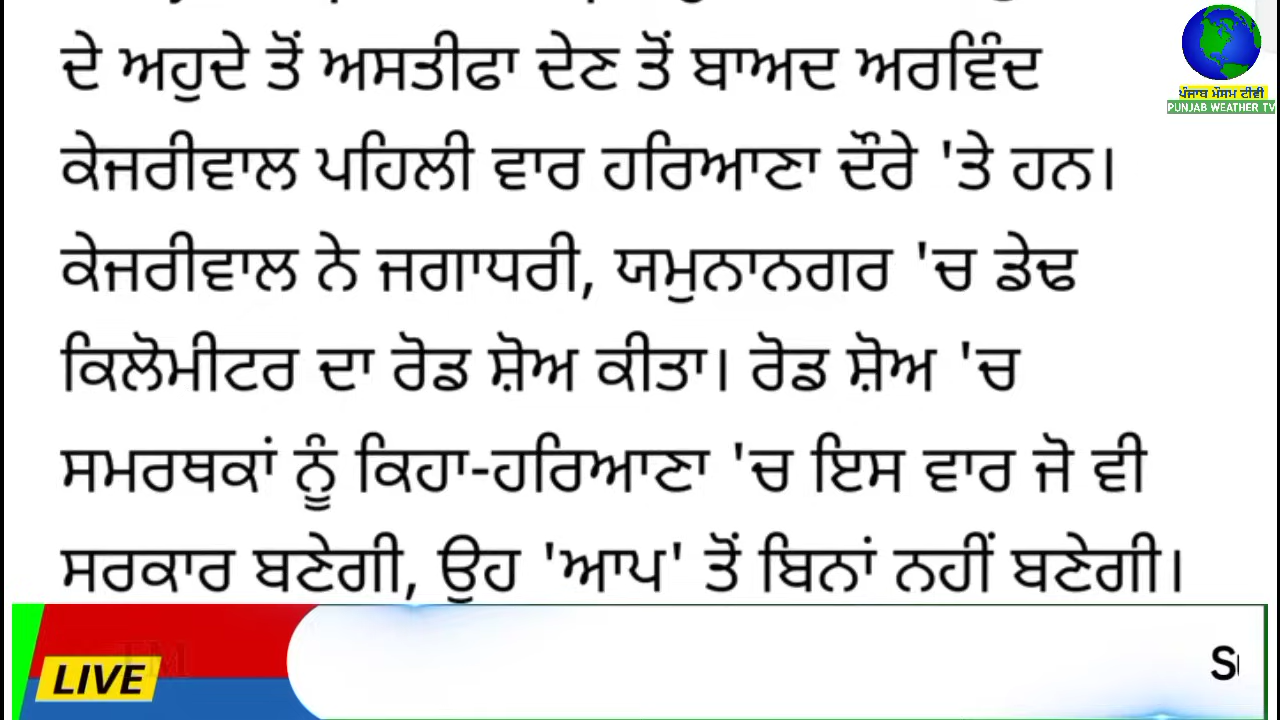 ਦੇ ਅਹੁਦੇ ਤੋਂ ਅਸਤੀਫਾ ਦੇਣ ਤੋਂ ਬਾਅਦ ਅਰਵਿੰਦ
ਕੇਜਰੀਵਾਲ ਪਹਿਲੀ ਵਾਰ ਹਰਿਆਣਾ ਦੌਰੇ 'ਤੇ ਹਨ।
ਕੇਜਰੀਵਾਲ ਨੇ ਜਗਾਧਰੀ, ਯਮੁਨਾਨਗਰ 'ਚ ਡੇਢ
ਕਿਲੋਮੀਟਰ ਦਾ ਰੋਡ ਸ਼ੋਅ ਕੀਤਾ। ਰੋਡ ਸ਼ੋਅ 'ਚ
ਸਮਰਥਕਾਂ ਨੂੰ ਕਿਹਾ-ਹਰਿਆਣਾ 'ਚ ਇਸ ਵਾਰ ਜੋ ਵੀ
ਸਰਕਾਰ ਬਣੇਗੀ, ਉਹ 'ਆਪ' ਤੋਂ ਬਿਨਾਂ ਨਹੀਂ ਬਣੇਗੀ।
ਪੰਜਾਬ ਮੌਸਮ ਟੀਵੀ
PUNJAB WEATHER TV
LIVE